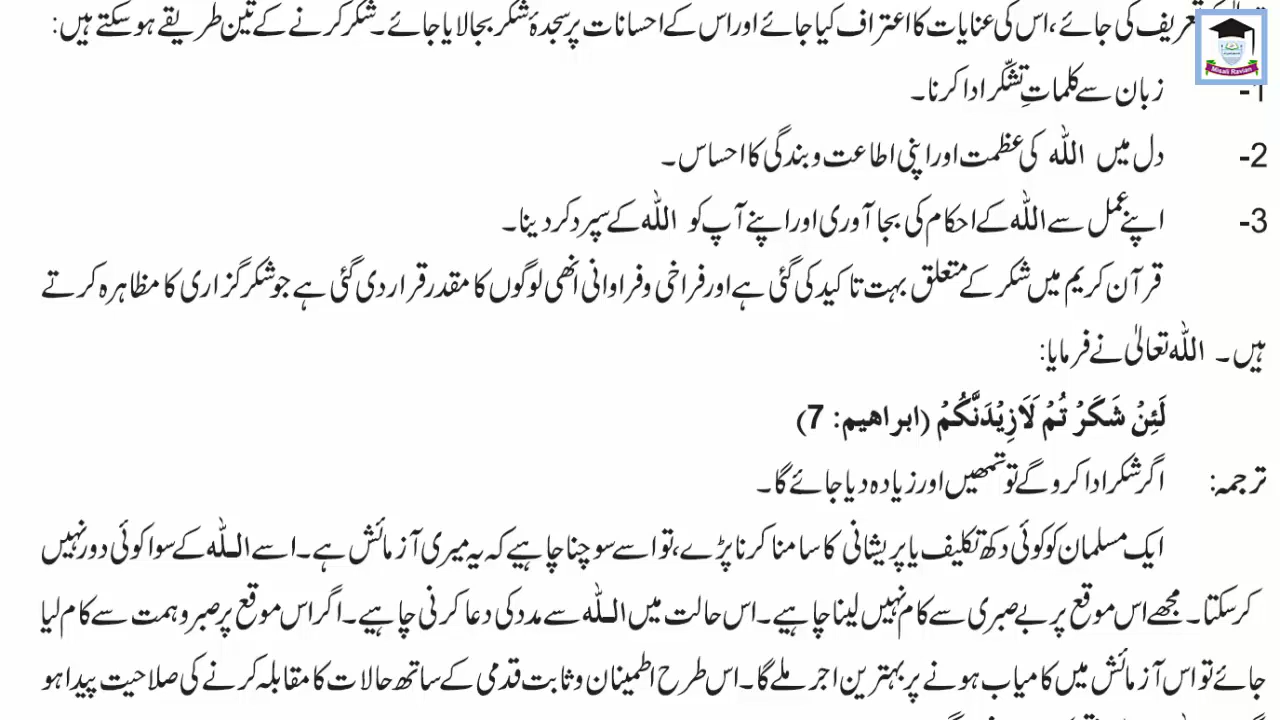 تعریف کی جائے، اس کی عنایات کا اعتراف کیا جائے اور اس کے احسانات پر سجدۂ شکر بجا لایا جائے۔ شکر کرنے کے تین طریقے ہو سکتے ہیں:
Misali Ravians
-1 زبان سے کلماتِ تشکّر ادا کرنا۔
-2 دل میں اللہ کی عظمت اور اپنی اطاعت و بندگی کا احساس۔
-3 اپنے عمل سے اللہ کے احکام کی بجا آوری اور اپنے آپ کو اللہ کے سپرد کر دینا۔
قرآن کریم میں شکر کے متعلق بہت تاکید کی گئی ہے اور فراخی و فراوانی انھی لوگوں کا مقدر قرار دی گئی ہے جو شکر گزاری کا مظاہرہ کرتے
ہیں۔ اللہ تعالیٰ نے فرمایا:
لَئِنْ شَكَرْ تُمْ لَاَزِيْدَنَّكُمْ (ابراهيم: 7)
ترجمہ: اگر شکر ادا کرو گے تو تمھیں اور زیادہ دیا جائے گا۔
ایک مسلمان کو کوئی دکھ تکلیف یا پریشانی کا سامنا کرنا پڑے، تو اسے سوچنا چاہیے کہ یہ میری آزمائش ہے۔ اسے اللہ کے سوا کوئی دور نہیں
کر سکتا۔ مجھے اس موقع پر بے صبری سے کام نہیں لینا چاہیے۔ اس حالت میں اللہ سے مدد کی دعا کرنی چاہیے۔ اگر اس موقع پر صبر و ہمت سے کام لیا
جائے تو اس آزمائش میں کامیاب ہونے پر بہترین اجر ملے گا۔ اس طرح اطمینان و ثابت قدمی کے ساتھ حالات کا مقابلہ کرنے کی صلاحیت پیدا ہو